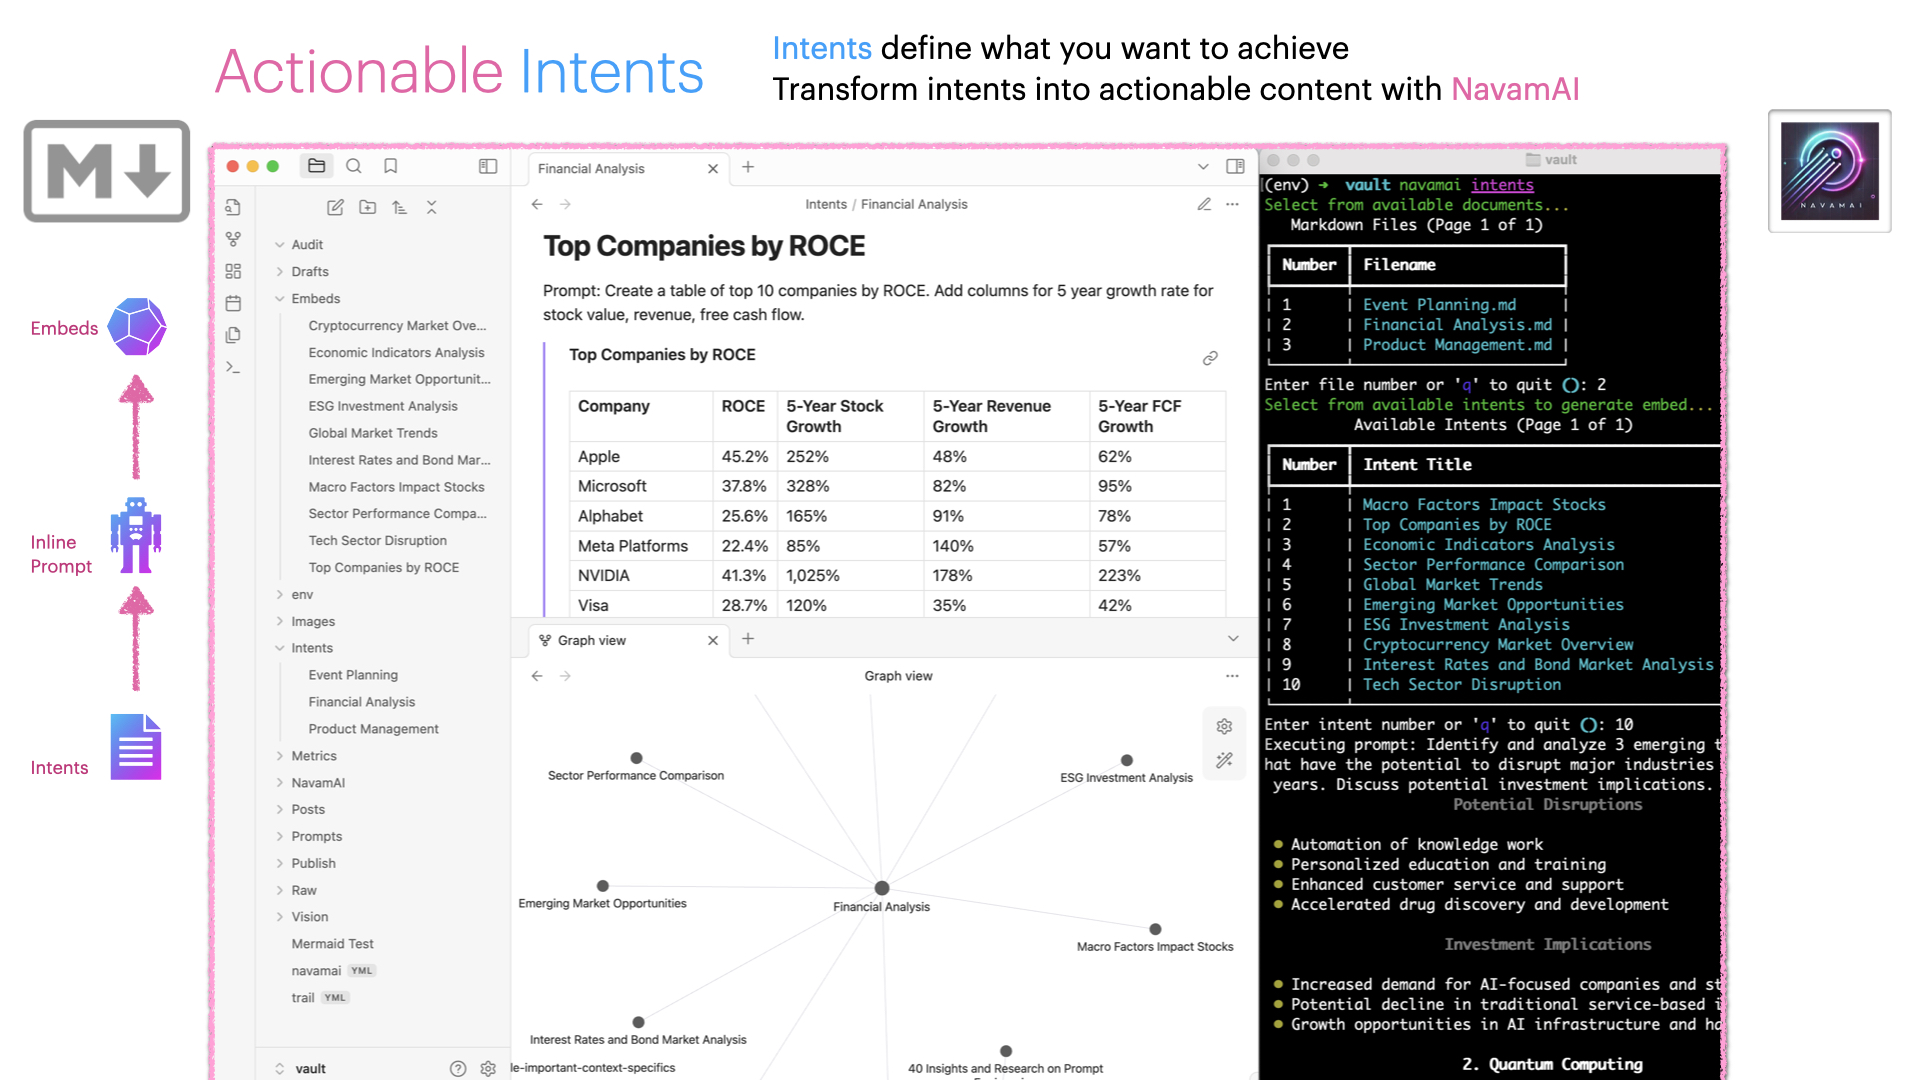 Actionable Intents
Intents define what you want to achieve
Transform intents into actionable content with NavamAI
M
NAVAMAI
Embeds
Inline
Prompt
Intents
Audit
Drafts
Embeds
Cryptocurrency Market Ove...
Economic Indicators Analysis
Emerging Market Opportunit...
ESG Investment Analysis
Global Market Trends
Interest Rates and Bond Mar...
Macro Factors Impact Stocks
Sector Performance Compa...
Tech Sector Disruption
Top Companies by ROCE
env
Images
Intents
Event Planning
Financial Analysis
Product Management
Metrics
NavamAI
Posts
Prompts
Publish
Raw
Vision
Mermaid Test
navamai YML
trail YML
vault
Financial Analysis
Intents / Financial Analysis
Top Companies by ROCE
Prompt: Create a table of top 10 companies by ROCE. Add columns for 5 year growth rate for
stock value, revenue, free cash flow.
Top Companies by ROCE
Company ROCE 5-Year Stock Growth 5-Year Revenue Growth 5-Year FCF Growth
Apple 45.2% 252% 48% 62%
Microsoft 37.8% 328% 82% 95%
Alphabet 25.6% 165% 91% 78%
Meta Platforms 22.4% 85% 140% 57%
NVIDIA 41.3% 1,025% 178% 223%
Visa 28.7% 120% 35% 42%
Graph view
Graph view
Sector Performance Comparison
ESG Investment Analysis
Emerging Market Opportunities
Financial Analysis
Macro Factors Impact Stocks
Interest Rates and Bond Market Analysis
le-important-context-specifics
40 Insights and Research on Prompt
vault
(env) → vault navamai intents
Select from available documents...
Markdown Files (Page 1 of 1)
Number Filename
1 Event Planning.md
2 Financial Analysis.md
3 Product Management.md
Enter file number or 'q' to quit (): 2
Select from available intents to generate embed...
Available Intents (Page 1 of 1)
Number Intent Title
1 Macro Factors Impact Stocks
2 Top Companies by ROCE
3 Economic Indicators Analysis
4 Sector Performance Comparison
5 Global Market Trends
6 Emerging Market Opportunities
7 ESG Investment Analysis
8 Cryptocurrency Market Overview
9 Interest Rates and Bond Market Analysis
10 Tech Sector Disruption
Enter intent number or 'q' to quit (): 10
Executing prompt: Identify and analyze 3 emerging t
hat have the potential to disrupt major industries
years. Discuss potential investment implications.
Potential Disruptions
● Automation of knowledge work
● Personalized education and training
● Enhanced customer service and support
● Accelerated drug discovery and development
Investment Implications
● Increased demand for AI-focused companies and st
● Potential decline in traditional service-based i
● Growth opportunities in AI infrastructure and ha
2. Quantum Computing